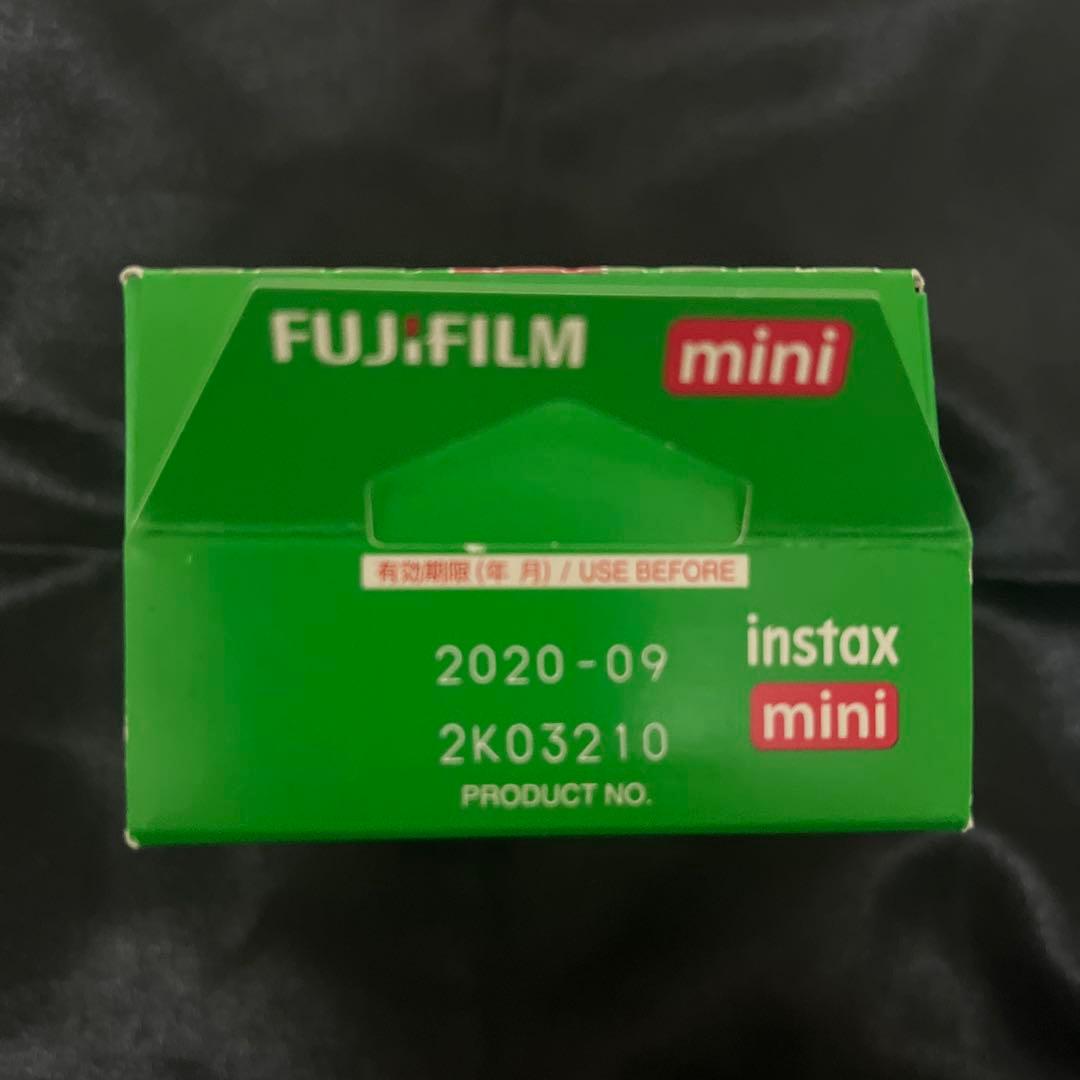 FUJIFILM mini
有効期限(年 月) / USE BEFORE
2020-09
2K03210
PRODUCT NO.
instax
mini